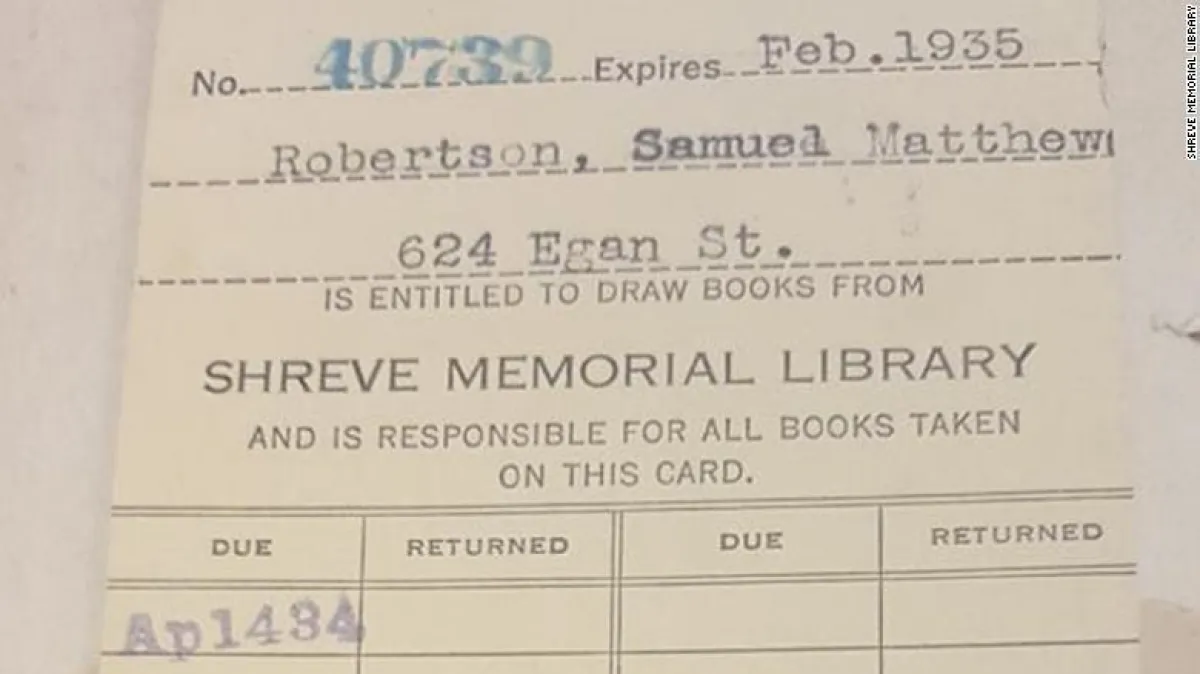 No. 40739 Expires Feb.1935
Robertson, Samuel Matthew
624 Egan St.
IS ENTITLED TO DRAW BOOKS FROM
SHREVE MEMORIAL LIBRARY
AND IS RESPONSIBLE FOR ALL BOOKS TAKEN
ON THIS CARD.
DUE RETURNED DUE RETURNED
Ap1434
SHREVE MEMORIAL LIBRARY